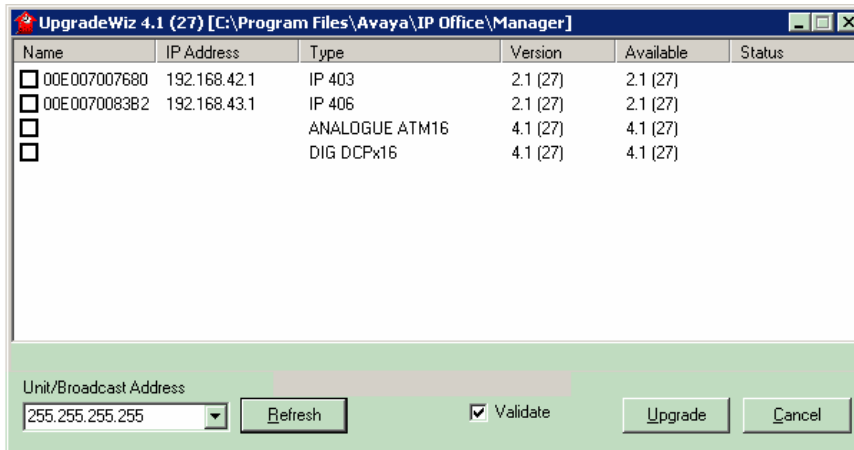 UpgradeWiz 4.1 (27) [C:\Program Files\Avaya\IP Office\Manager]
Name IP Address Type Version Available Status
00E007007680 192.168.42.1 IP 403 2.1 (27) 2.1 (27)
00E0070083B2 192.168.43.1 IP 406 2.1 (27) 2.1 (27)
ANALOGUE ATM16 4.1 (27) 4.1 (27)
DIG DCPx16 4.1 (27) 4.1 (27)
Unit/Broadcast Address
255.255.255.255 Refresh Validate Upgrade Cancel